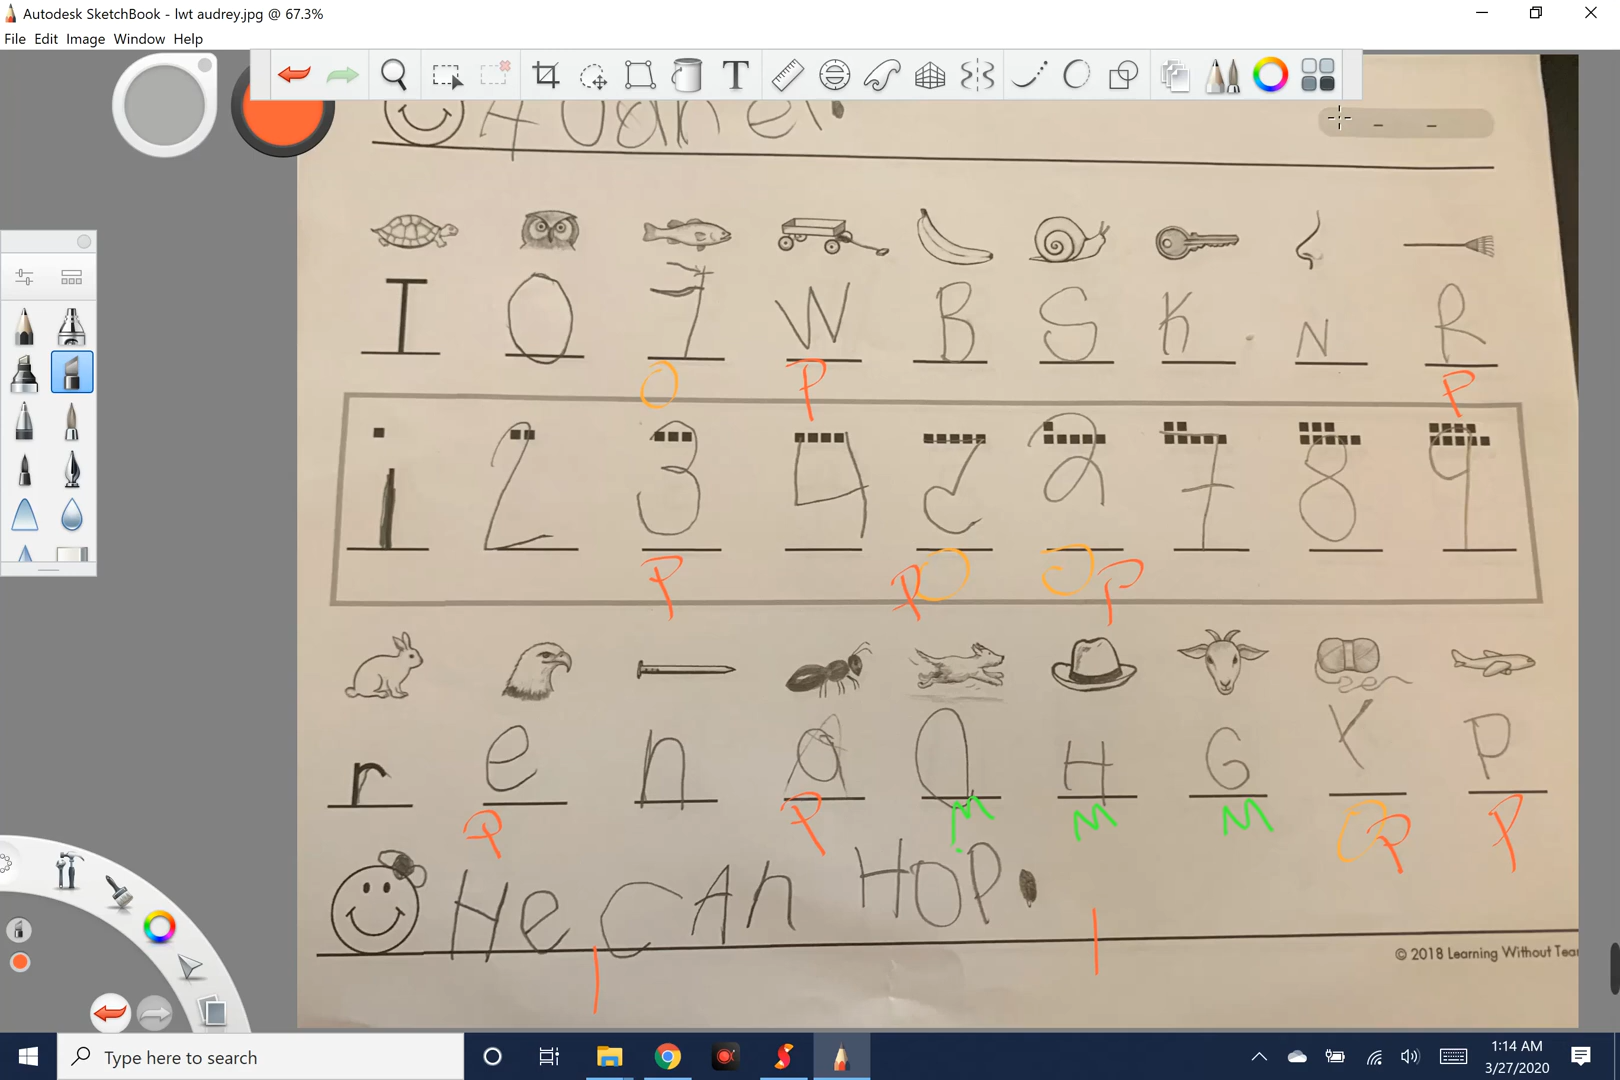 Autodesk SketchBook - lwt audrey.jpg @ 67.3%
File Edit Image Window Help
T
T O W B S K N R
O P P
i 2 3 4 5 7 8 9
P P O O P
r e n a Q H G Y P
P P M M M O P P
He CAn HOP.
© 2018 Learning Without Tea
Type here to search
1:14 AM
3/27/2020